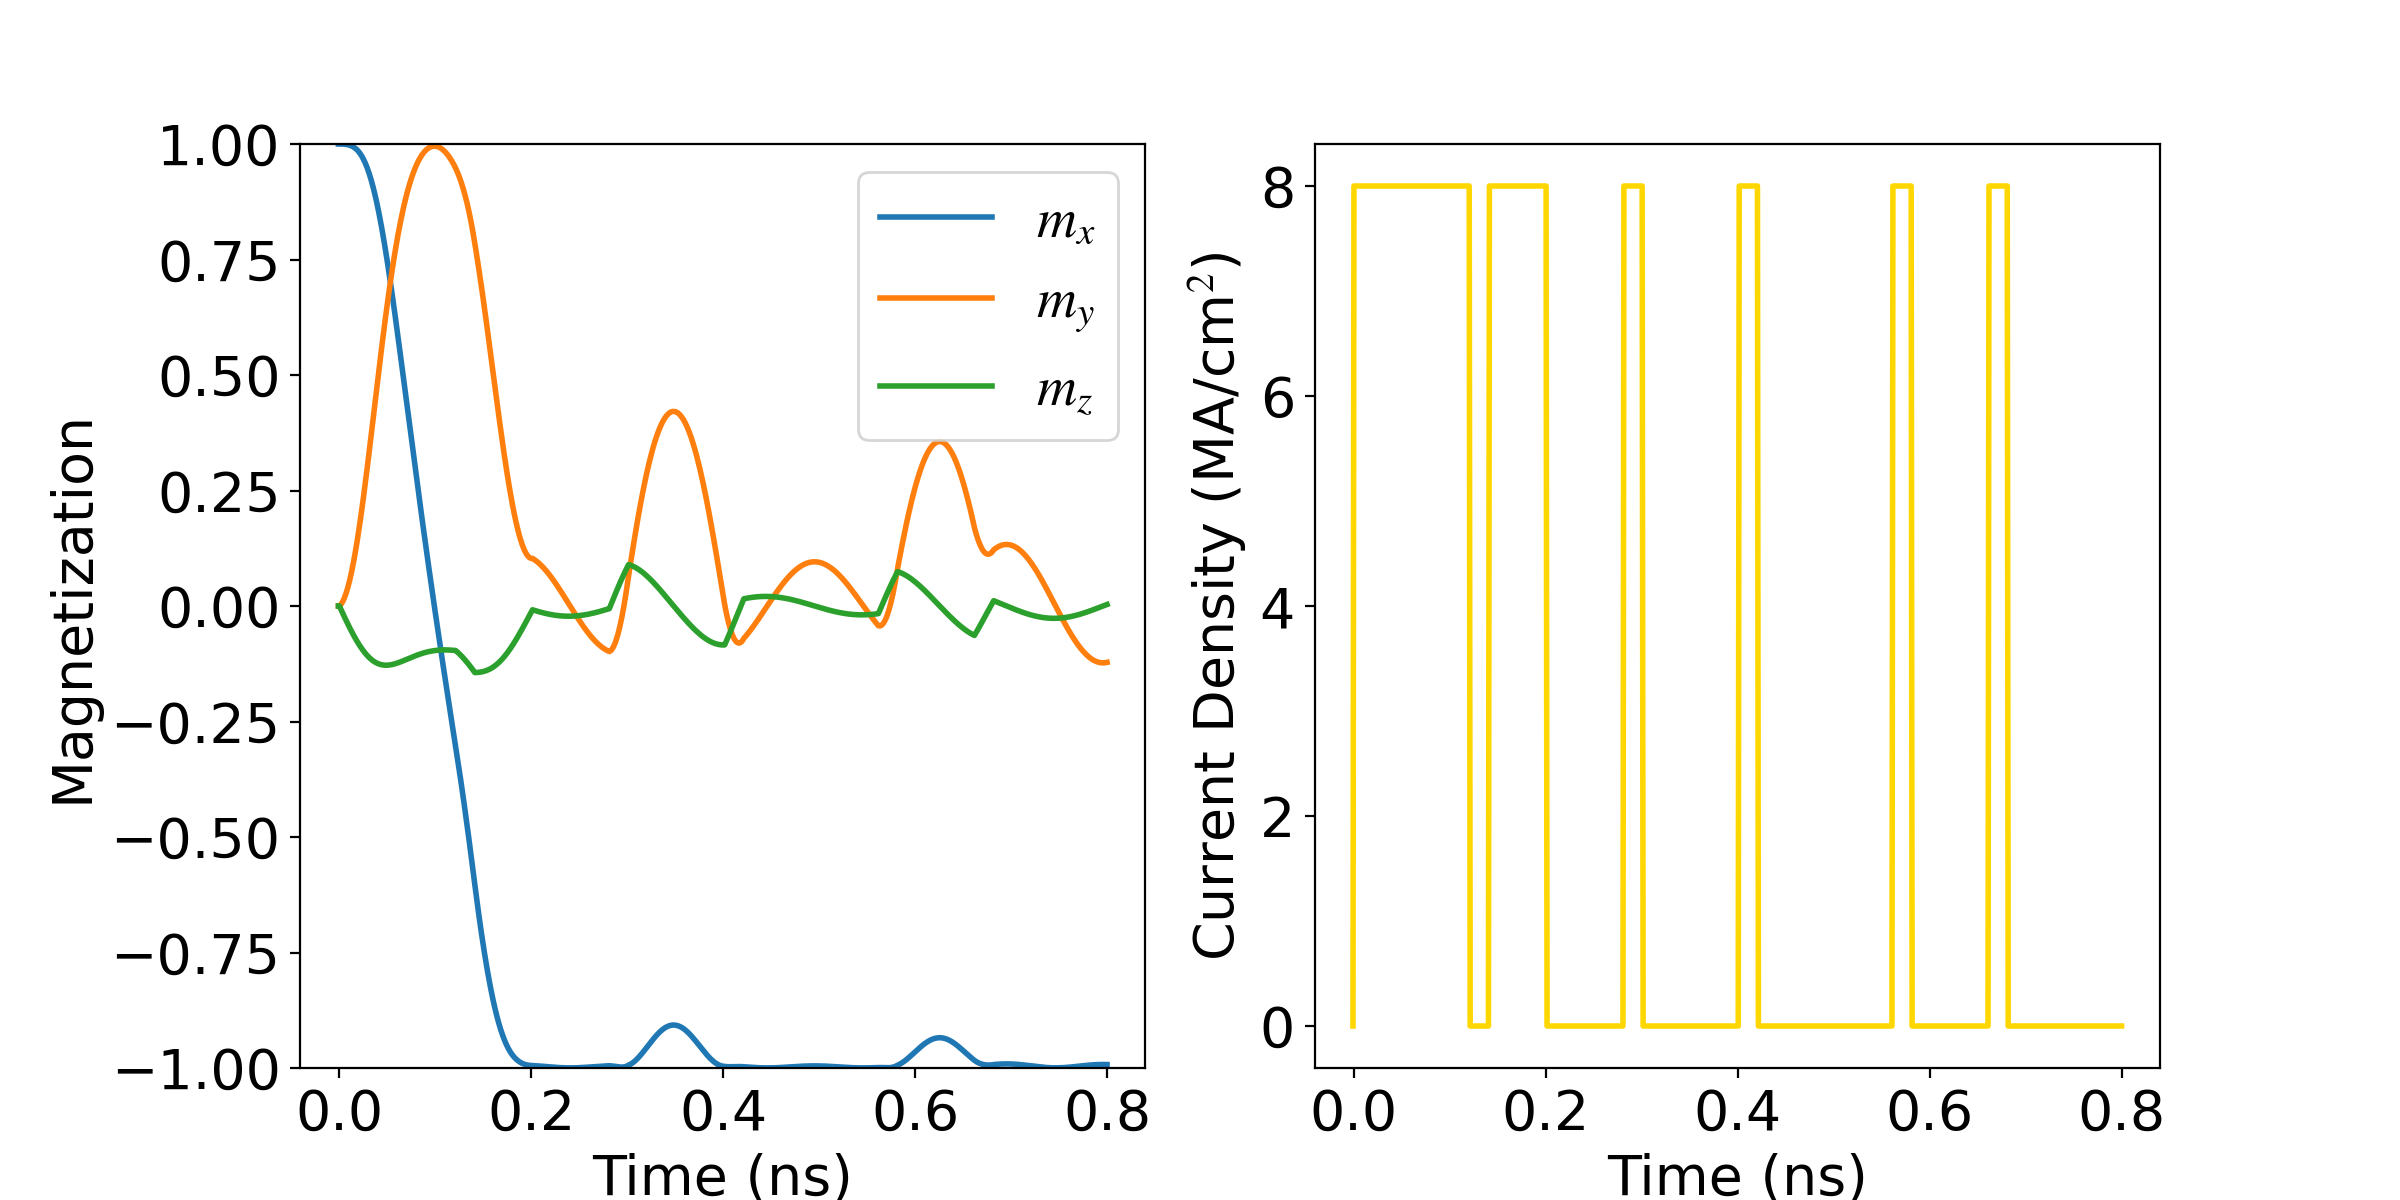 Magnetization
1.00
0.75
0.50
0.25
0.00
−0.25
−0.50
−0.75
−1.00
0.0 0.2 0.4 0.6 0.8
Time (ns)
m_x
m_y
m_z
Current Density (MA/cm²)
8
6
4
2
0
0.0 0.2 0.4 0.6 0.8
Time (ns)